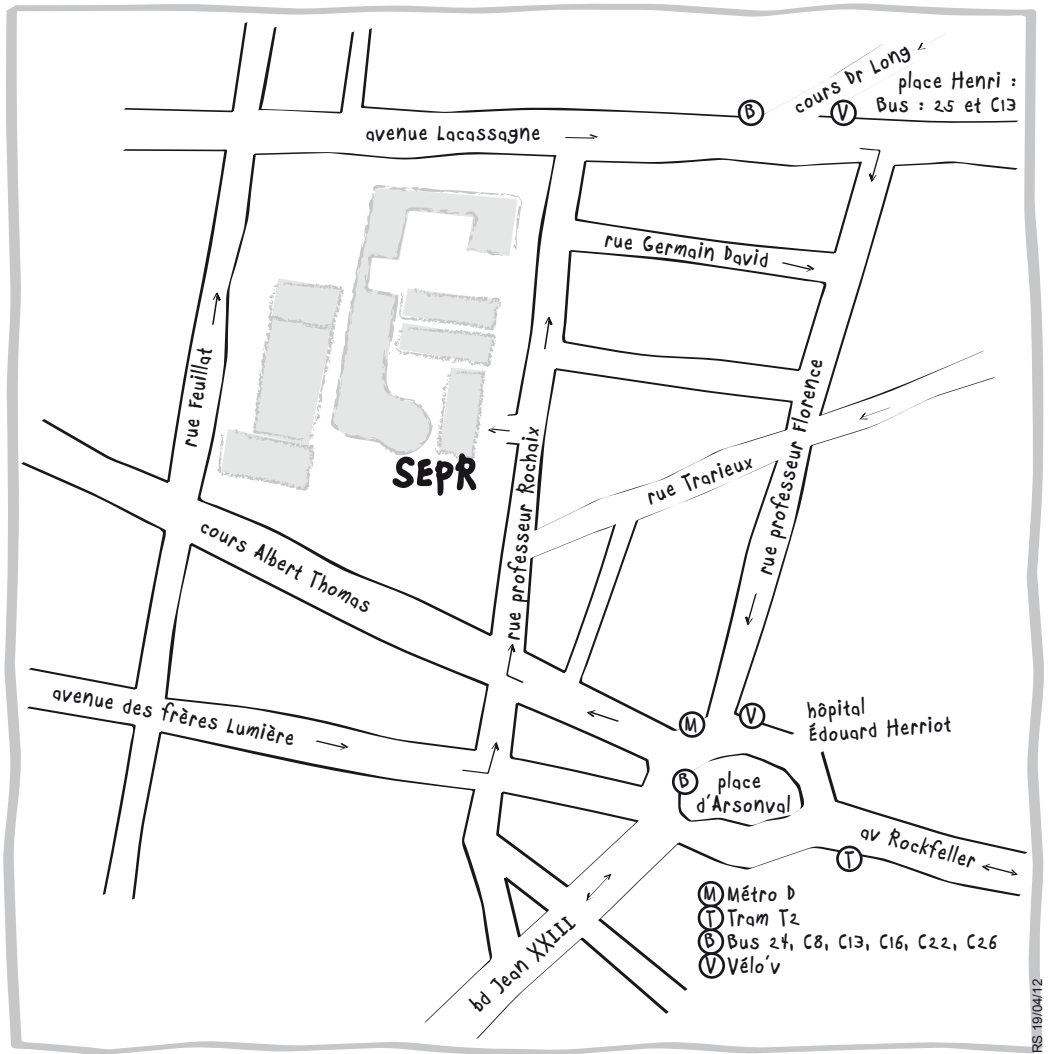 cours Dr Long
place Henri :
Bus : 25 et C13
B
V
avenue Lacassagne
rue Germain David
rue Feuillat
rue professeur Florence
SEPR
rue professeur Rochaix
rue Trarieux
cours Albert Thomas
avenue des frères Lumière
M
V
hôpital
Édouard Herriot
B
place
d'Arsonval
av Rockfeller
T
M Métro D
T Tram T2
B Bus 24, C8, C13, C16, C22, C26
V Vélo'v
bd Jean XXIII
RS 19/04/12